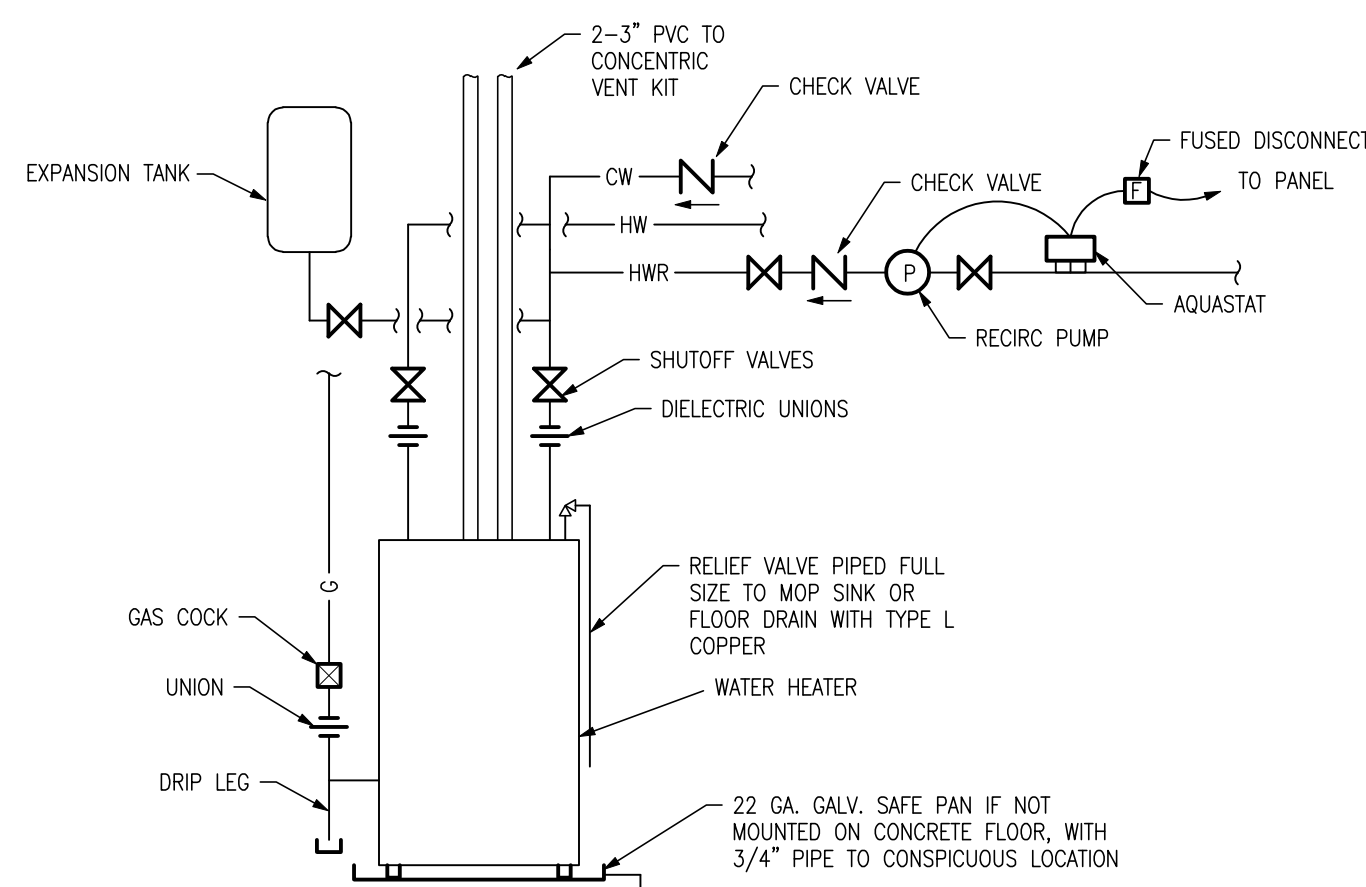 2-3" PVC TO
CONCENTRIC
VENT KIT
CHECK VALVE
FUSED DISCONNECT
EXPANSION TANK
CW
CHECK VALVE
F
TO PANEL
HW
HWR
P
AQUASTAT
RECIRC PUMP
SHUTOFF VALVES
DIELECTRIC UNIONS
G
RELIEF VALVE PIPED FULL
SIZE TO MOP SINK OR
FLOOR DRAIN WITH TYPE L
COPPER
GAS COCK
UNION
WATER HEATER
DRIP LEG
22 GA. GALV. SAFE PAN IF NOT
MOUNTED ON CONCRETE FLOOR, WITH
3/4" PIPE TO CONSPICUOUS LOCATION